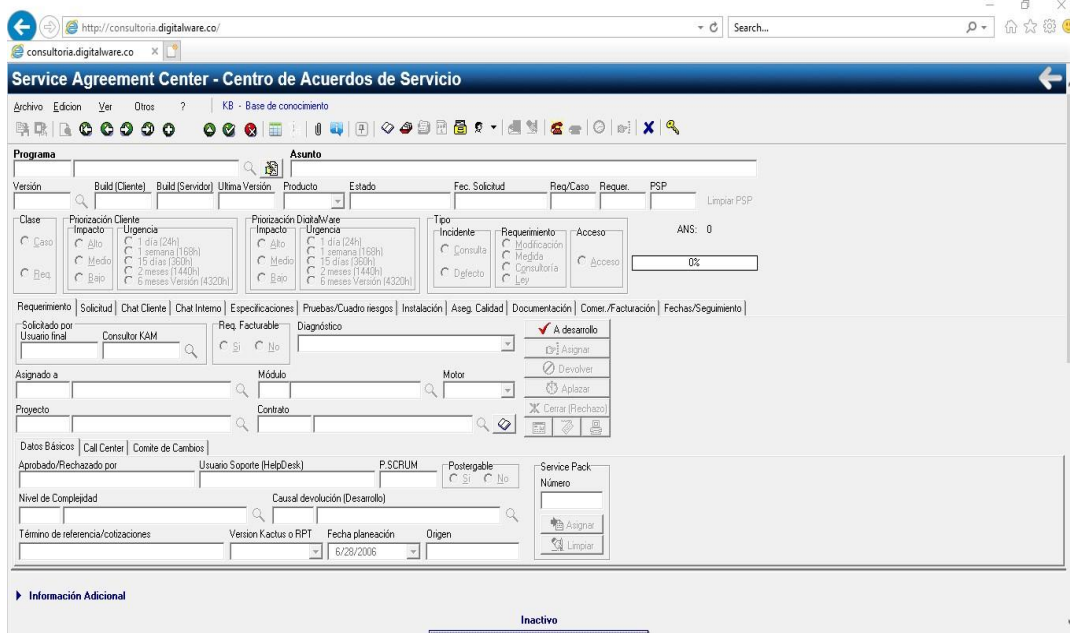 http://consultoria.digitalware.co/
Search...
consultoria.digitalware.co
Service Agreement Center - Centro de Acuerdos de Servicio
Archivo Edicion Ver Otros ? KB - Base de conocimiento
Programa Asunto
Versión Build (Cliente) Build (Servidor) Ultima Versión Producto Estado Fec. Solicitud Req/Caso Requer. PSP
Limpiar PSP
Clase Priorización Cliente Priorización DigitalWare Tipo
Impacto Urgencia Impacto Urgencia Incidente Requerimiento Acceso ANS: 0
Caso Alto 1 día (24h) Alto 1 día (24h) Consulta Modificación
1 semana (168h) 1 semana (168h) Medida
Medio 15 días (360h) Medio 15 días (360h) Acceso 0%
Req. 2 meses (1440h) 2 meses (1440h) Defecto Consultoría
Bajo 6 meses Versión (4320h) Bajo 6 meses Versión (4320h) Ley
Requerimiento Solicitud Chat Cliente Chat Interno Especificaciones Pruebas/Cuadro riesgos Instalación Aseg. Calidad Documentación Comer./Facturación Fechas/Seguimiento
Solicitado por Req. Facturable Diagnóstico
Usuario final Consultor KAM A desarrollo
Si No Asignar
Devolver
Asignado a Módulo Motor
Aplazar
Proyecto Contrato Cerrar (Rechazo)
Datos Básicos Call Center Comite de Cambios
Aprobado/Rechazado por Usuario Soporte (HelpDesk) P.SCRUM Postergable Service Pack
Si No Número
Nivel de Complejidad Causal devolución (Desarrollo)
Asignar
Término de referencia/cotizaciones Version Kactus o RPT Fecha planeación Origen
6/28/2006 Limpiar
Información Adicional
Inactivo